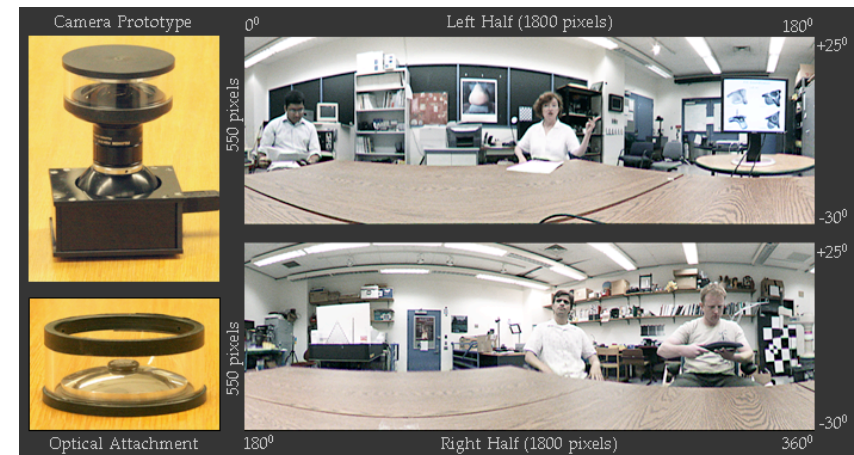 Camera Prototype
0⁰ Left Half (1800 pixels) 180⁰
+25⁰
550 pixels
-30⁰
+25⁰
550 pixels
-30⁰
Optical Attachment
180⁰ Right Half (1800 pixels) 360⁰